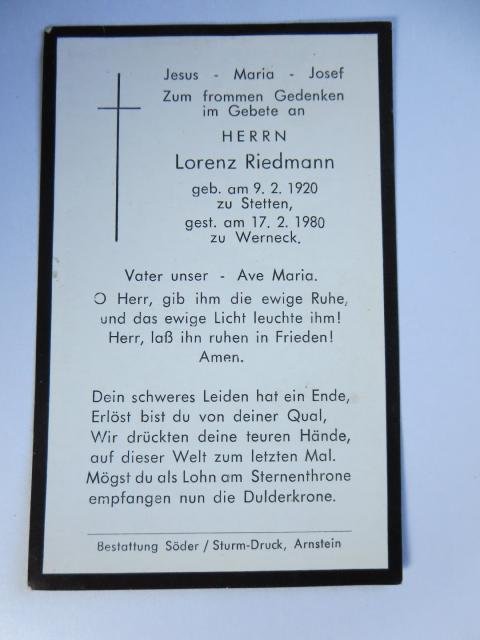 Jesus - Maria - Josef
Zum frommen Gedenken
im Gebete an
HERRN
Lorenz Riedmann
geb. am 9. 2. 1920
zu Stetten,
gest. am 17. 2. 1980
zu Werneck.
Vater unser - Ave Maria.
O Herr, gib ihm die ewige Ruhe,
und das ewige Licht leuchte ihm!
Herr, laß ihn ruhen in Frieden!
Amen.
Dein schweres Leiden hat ein Ende,
Erlöst bist du von deiner Qual,
Wir drückten deine teuren Hände,
auf dieser Welt zum letzten Mal.
Mögst du als Lohn am Sternenthrone
empfangen nun die Dulderkrone.
Bestattung Söder / Sturm-Druck, Arnstein